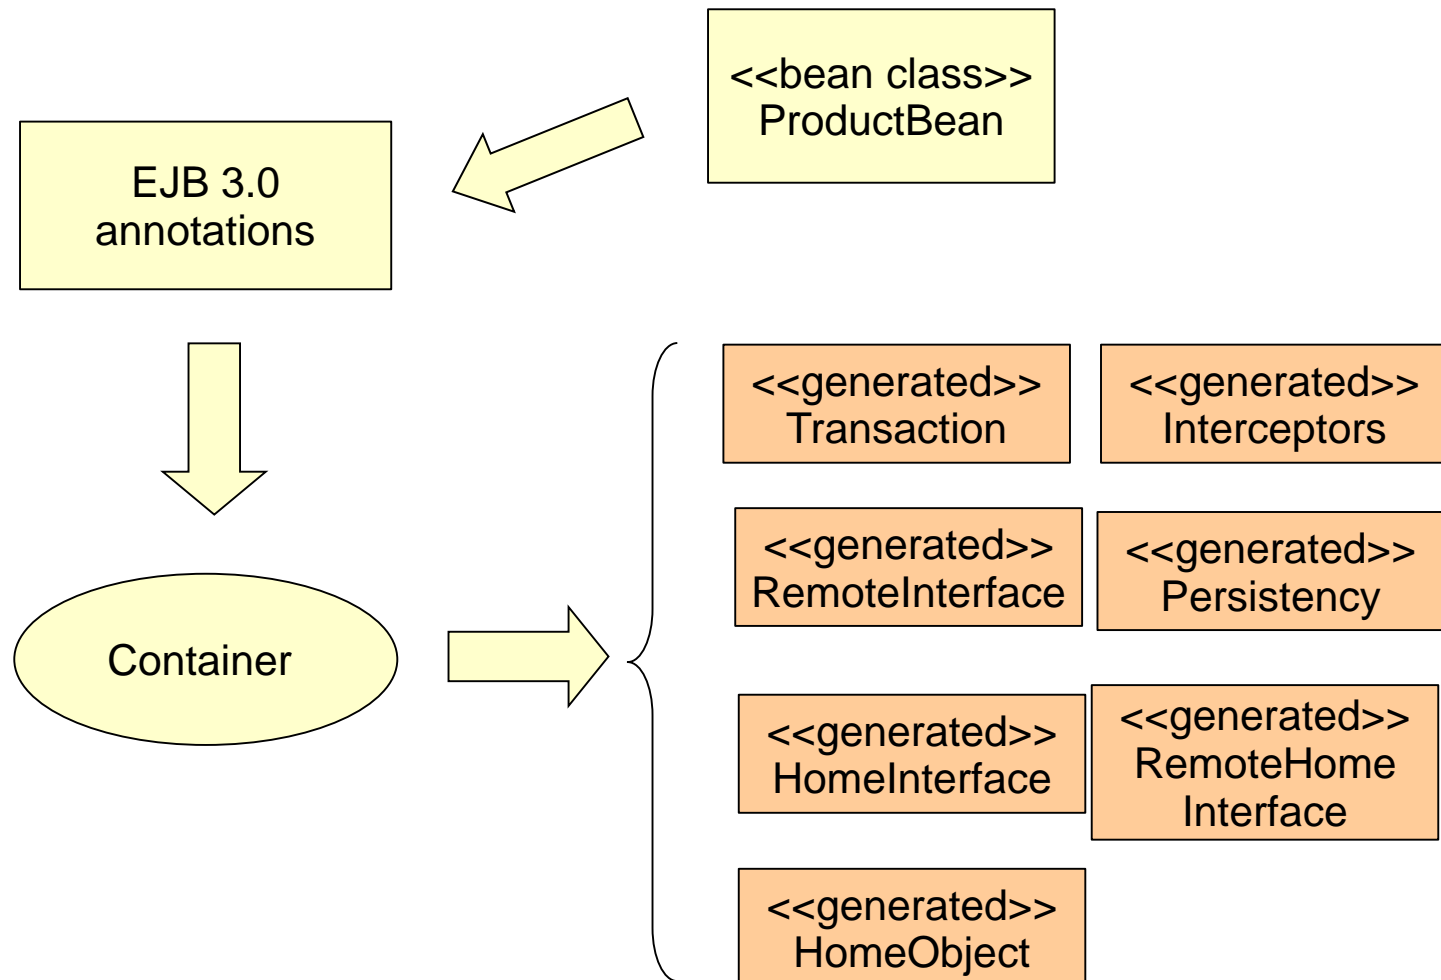 <<bean class>>
ProductBean
EJB 3.0
annotations
<<generated>>
Transaction
<<generated>>
Interceptors
<<generated>>
RemoteInterface
<<generated>>
Persistency
Container
<<generated>>
HomeInterface
<<generated>>
RemoteHome
Interface
<<generated>>
HomeObject